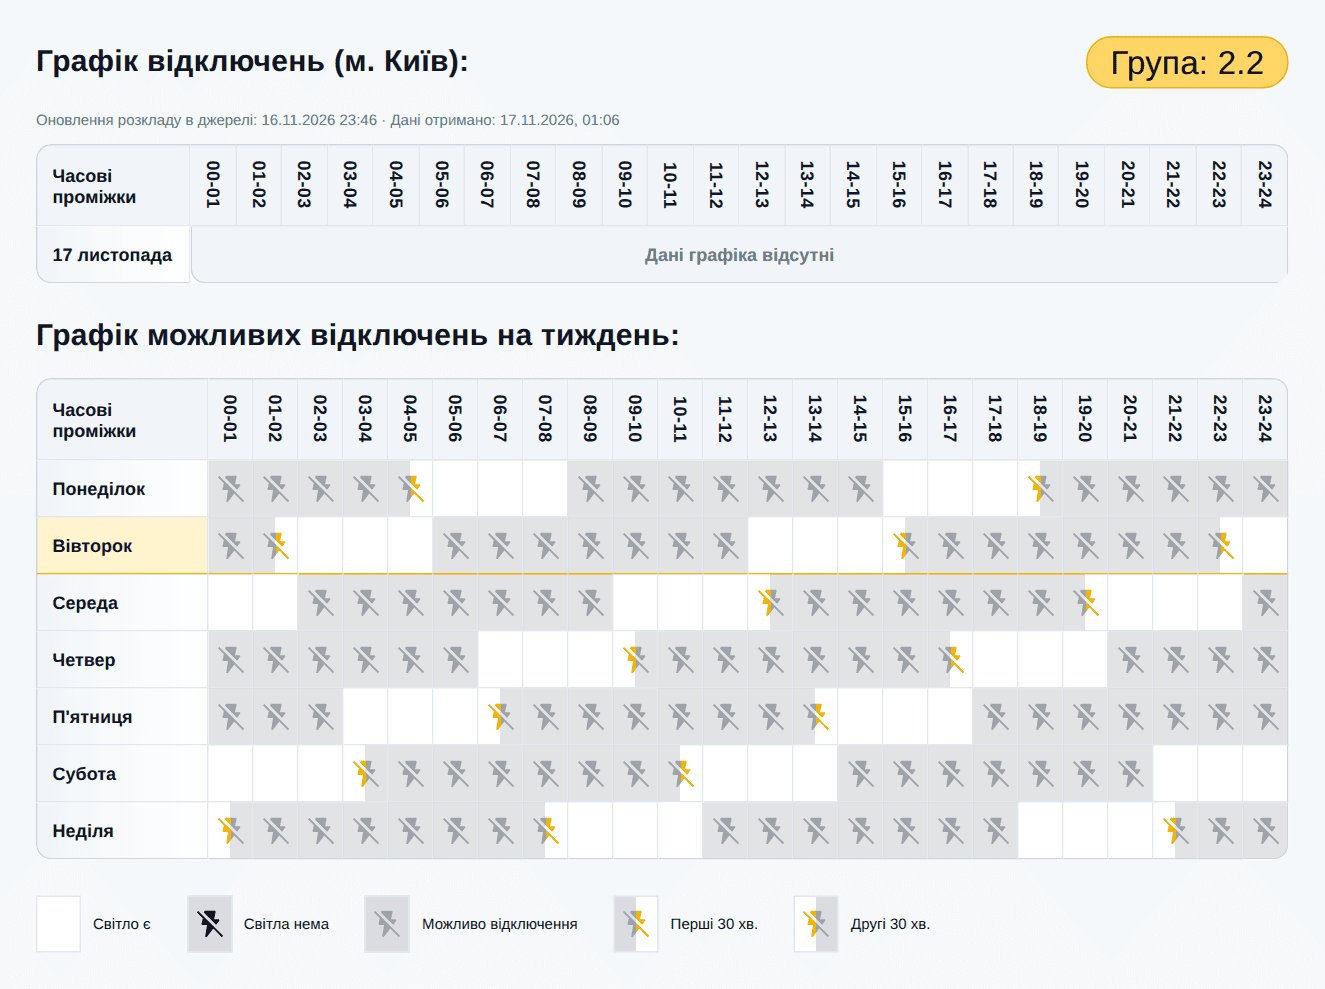 Графік відключень (м. Київ):
Група: 2.2
Оновлення розкладу в джерелі: 16.11.2026 23:46 · Дані отримано: 17.11.2026, 01:06
Часові проміжки 00-01 01-02 02-03 03-04 04-05 05-06 06-07 07-08 08-09 09-10 10-11 11-12 12-13 13-14 14-15 15-16 16-17 17-18 18-19 19-20 20-21 21-22 22-23 23-24
17 листопада Дані графіка відсутні
Графік можливих відключень на тиждень:
Часові проміжки 00-01 01-02 02-03 03-04 04-05 05-06 06-07 07-08 08-09 09-10 10-11 11-12 12-13 13-14 14-15 15-16 16-17 17-18 18-19 19-20 20-21 21-22 22-23 23-24
Понеділок
Вівторок
Середа
Четвер
П'ятниця
Субота
Неділя
Світло є Світла нема Можливо відключення Перші 30 хв. Другі 30 хв.